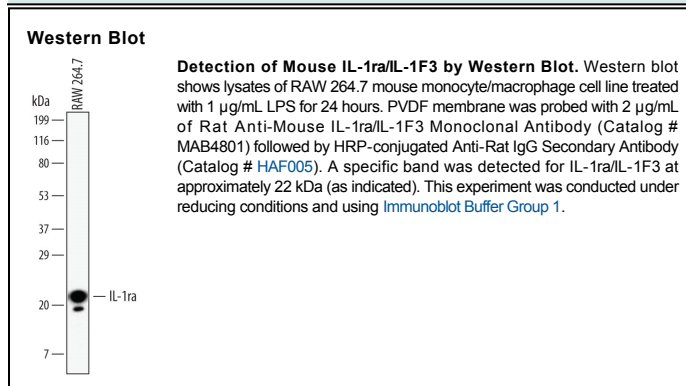 Western Blot
RAW 264.7
kDa
199
116
80
53
37
29
20
7
IL-1ra
Detection of Mouse IL-1ra/IL-1F3 by Western Blot. Western blot
shows lysates of RAW 264.7 mouse monocyte/macrophage cell line treated
with 1 µg/mL LPS for 24 hours. PVDF membrane was probed with 2 µg/mL
of Rat Anti-Mouse IL-1ra/IL-1F3 Monoclonal Antibody (Catalog #
MAB4801) followed by HRP-conjugated Anti-Rat IgG Secondary Antibody
(Catalog # HAF005). A specific band was detected for IL-1ra/IL-1F3 at
approximately 22 kDa (as indicated). This experiment was conducted under
reducing conditions and using Immunoblot Buffer Group 1.